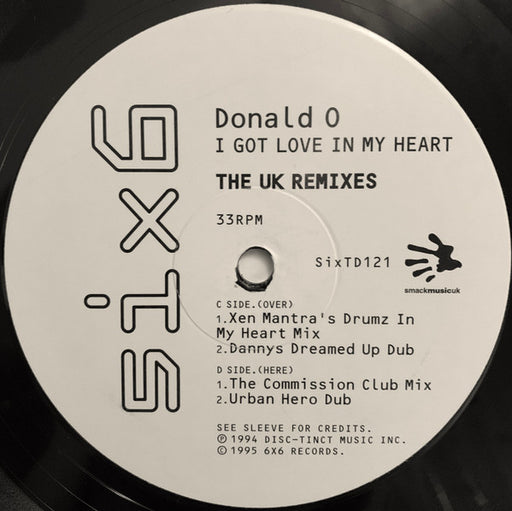 six6
Donald O
I GOT LOVE IN MY HEART
THE UK REMIXES
33RPM
SixTD121
smackmusicuk
C SIDE.(OVER)
1.Xen Mantra's Drumz In
My Heart Mix
2.Dannys Dreamed Up Dub
D SIDE.(HERE)
1.The Commission Club Mix
2.Urban Hero Dub
SEE SLEEVE FOR CREDITS.
℗ 1994 DISC-TINCT MUSIC INC.
© 1995 6X6 RECORDS.